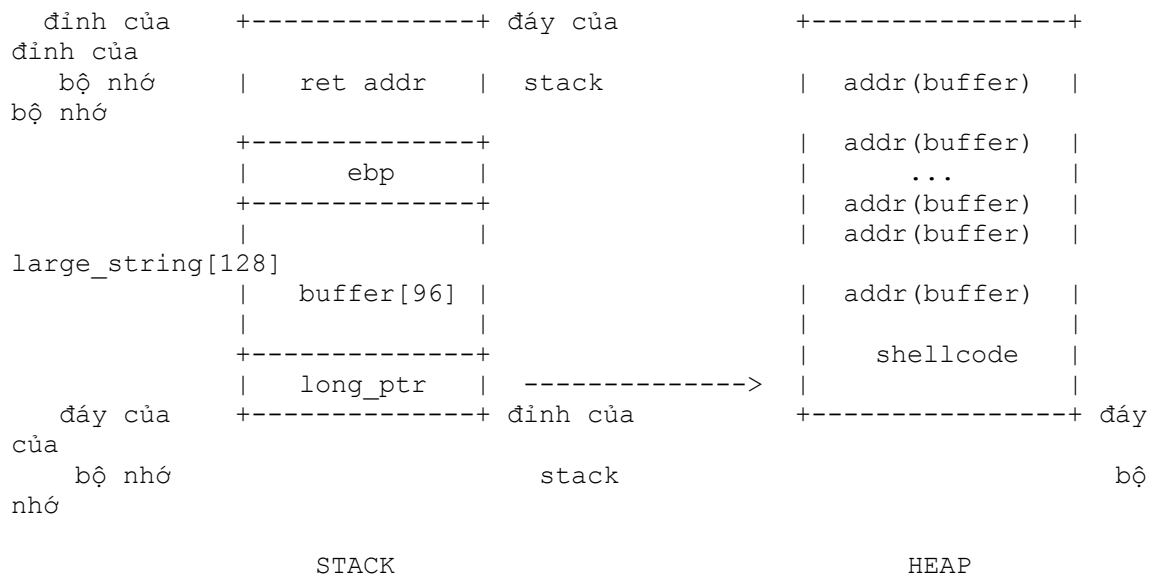 đỉnh của    +--------------+ đáy của           +----------------+
đỉnh của
   bộ nhớ     |   ret addr   |  stack            |  addr(buffer)  |
bộ nhớ
              +--------------+                   |  addr(buffer)  |
              |      ebp     |                   |      ...       |
              +--------------+                   |  addr(buffer)  |
              |              |                   |  addr(buffer)  |
large_string[128]
              |   buffer[96] |                   |  addr(buffer)  |
              |              |                   |                |
              +--------------+                   |    shellcode   |
              |   long_ptr   |  --------------> |                |
   đáy của    +--------------+ đỉnh của          +----------------+ đáy
của
    bộ nhớ                       stack                               bộ
nhớ
                   STACK                                 HEAP